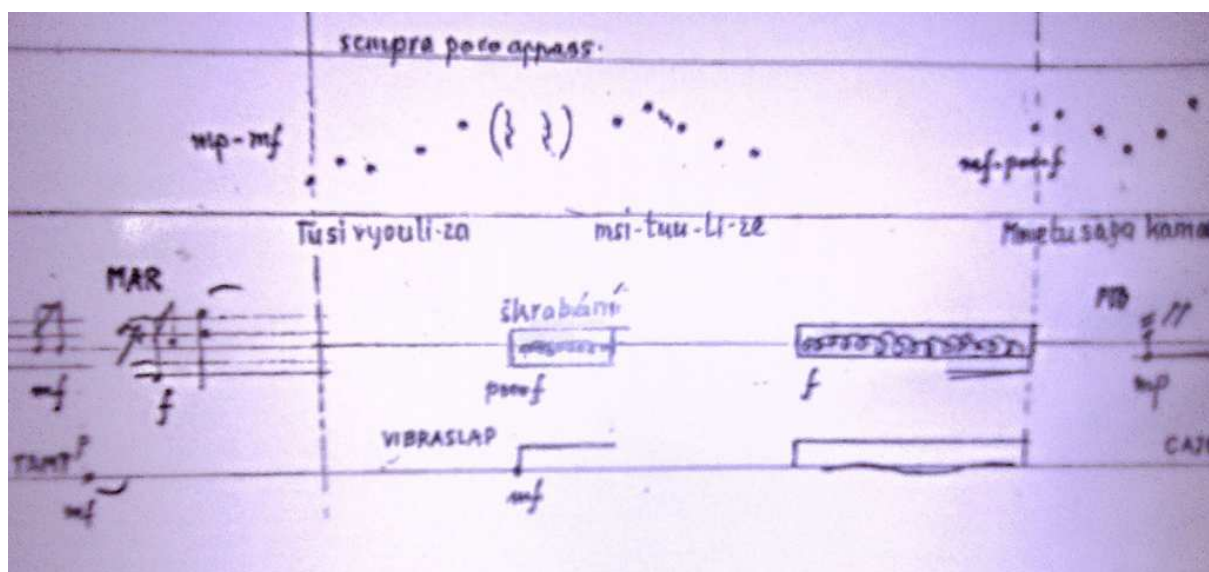 sempre poco appass.
mp-mf
mf-poco f
Tusi vyouli-za msi-tuu-li-ze
MAR
škrabání
mf f poco f f mp
VIBRASLAP
mf mf